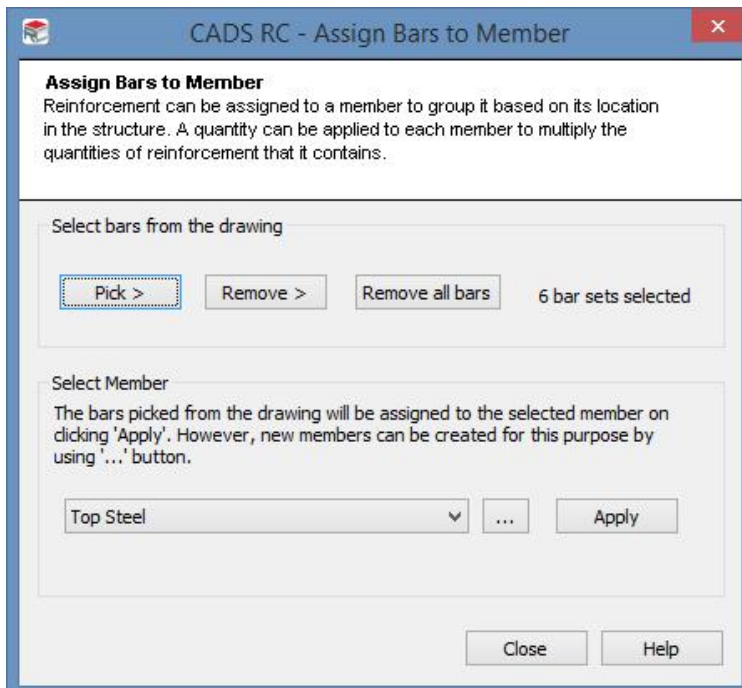 CADS RC - Assign Bars to Member
Assign Bars to Member
Reinforcement can be assigned to a member to group it based on its location
in the structure. A quantity can be applied to each member to multiply the
quantities of reinforcement that it contains.
Select bars from the drawing
Pick >
Remove >
Remove all bars
6 bar sets selected
Select Member
The bars picked from the drawing will be assigned to the selected member on
clicking 'Apply'. However, new members can be created for this purpose by
using '...' button.
Top Steel
...
Apply
Close
Help